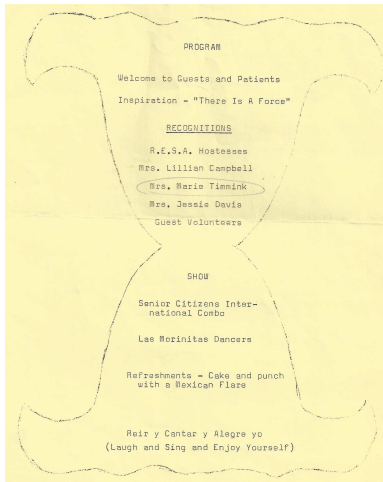 PROGRAM
Welcome to Guests and Patients
Inspiration - "There Is A Force"
RECOGNITIONS
R.E.S.A. Hostesses
Mrs. Lillian Campbell
Mrs. Marie Timmink
Mrs. Jessie Davis
Guest Volunteers
SHOW
Senior Citizens Inter-
national Combo
Las Morinitas Dancers
Refreshments - Cake and punch
with a Mexican Flare
Reir y Cantar y Alegre yo
(Laugh and Sing and Enjoy Yourself)